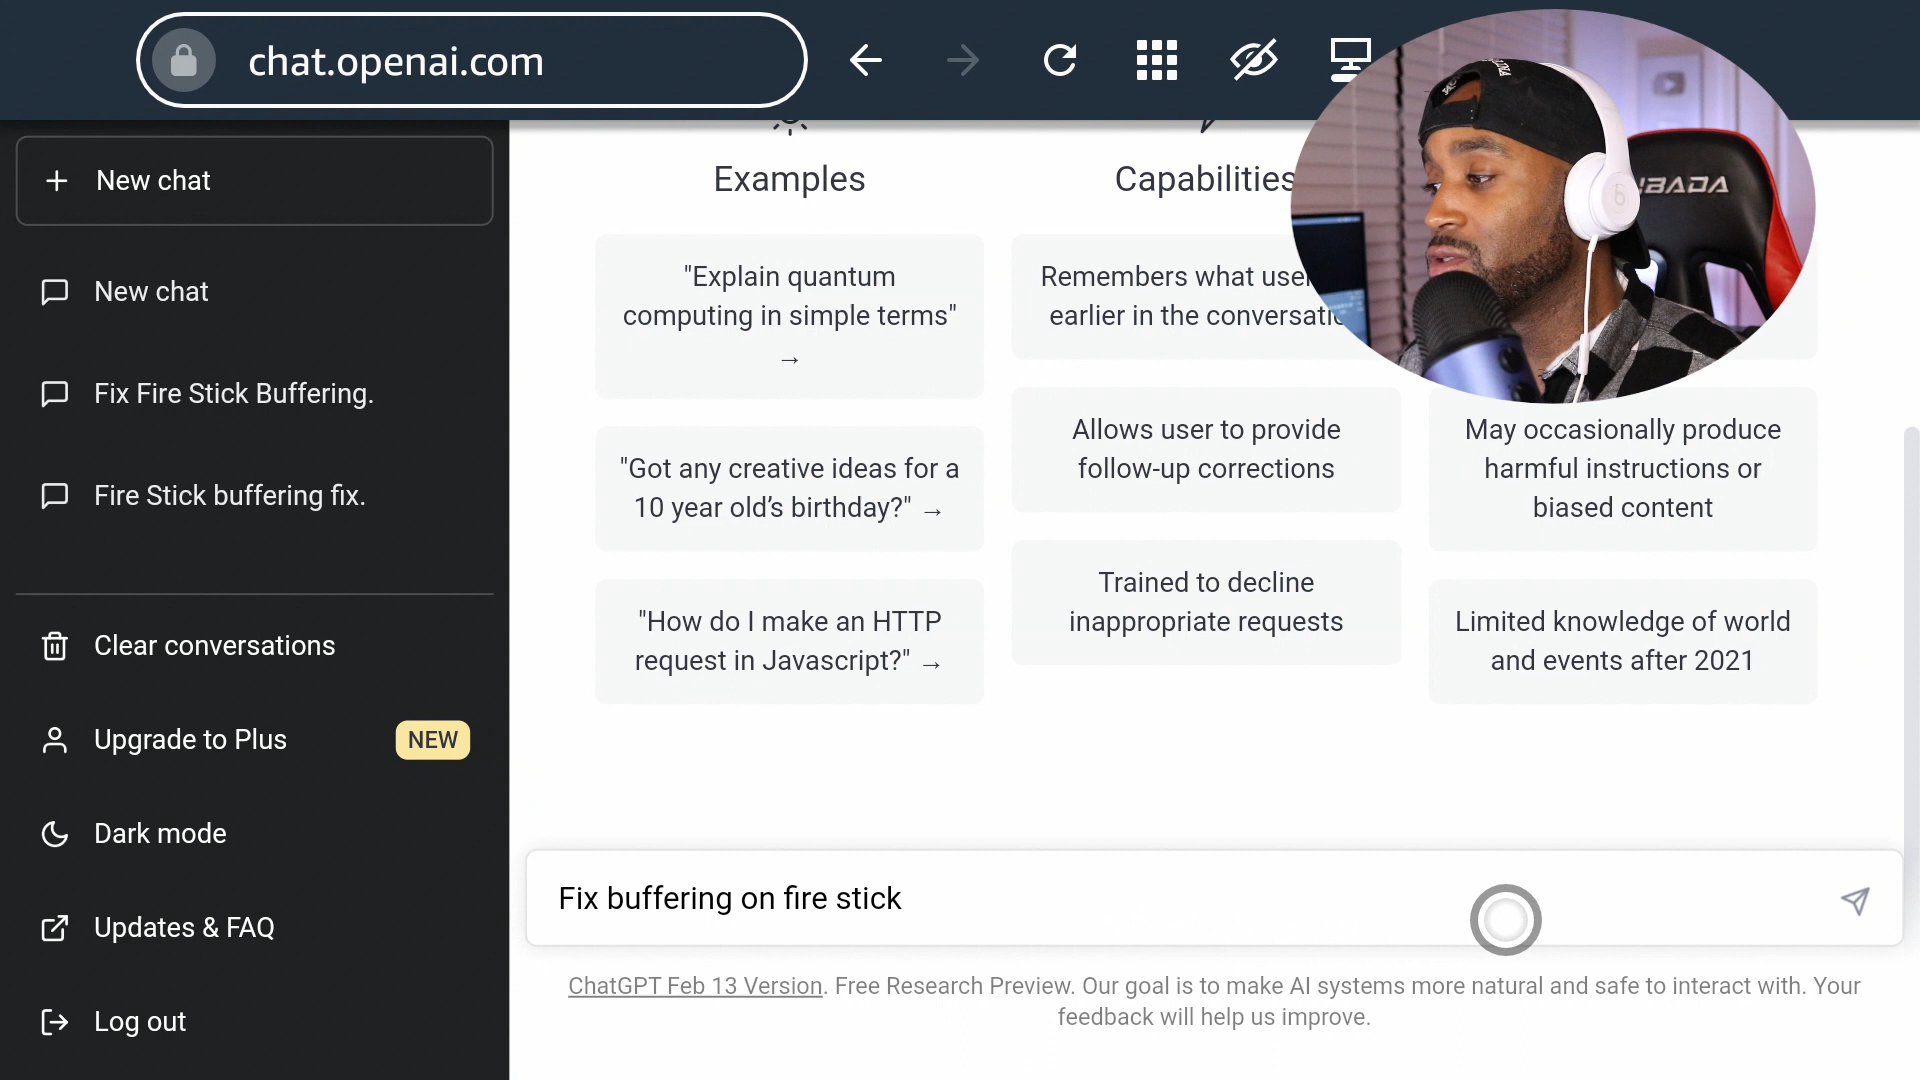 chat.openai.com
New chat
New chat
Fix Fire Stick Buffering.
Fire Stick buffering fix.
Clear conversations
Upgrade to Plus
NEW
Dark mode
Updates & FAQ
Log out
Examples
"Explain quantum
computing in simple terms"
→
"Got any creative ideas for a
10 year old's birthday?" →
"How do I make an HTTP
request in Javascript?" →
Capabilities
Remembers what
earlier in the
Allows user to provide
follow-up corrections
Trained to decline
inappropriate requests
May occasionally produce
harmful instructions or
biased content
Limited knowledge of world
and events after 2021
Fix buffering on fire stick
ChatGPT Feb 13 Version. Free Research Preview. Our goal is to make AI systems more natural and safe to interact with. Your
feedback will help us improve.